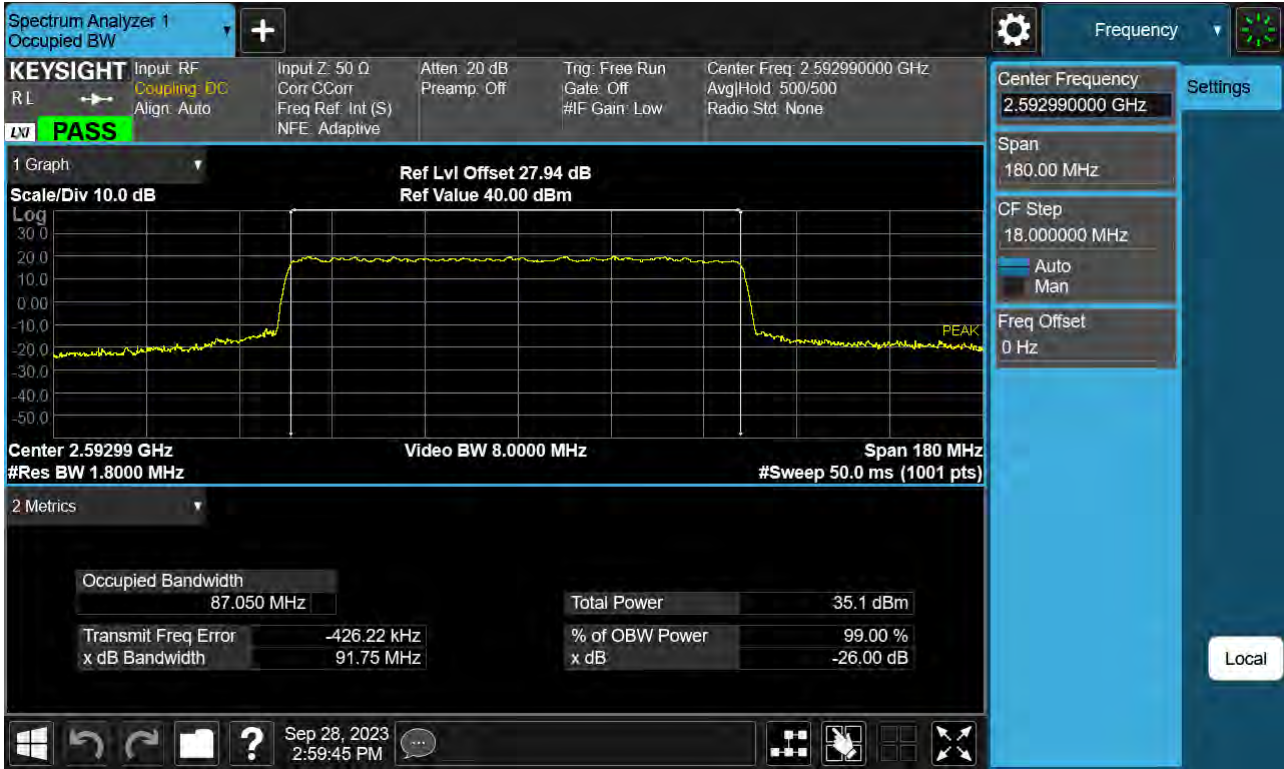 Spectrum Analyzer 1
Occupied BW
+
Frequency
KEYSIGHT
RL
LXI
PASS
Input: RF
Coupling: DC
Align: Auto
Input Z: 50 Ω
Corr CCorr
Freq Ref: Int (S)
NFE: Adaptive
Atten: 20 dB
Preamp: Off
Trig: Free Run
Gate: Off
#IF Gain: Low
Center Freq: 2.592990000 GHz
Avg|Hold: 500/500
Radio Std: None
1 Graph
Scale/Div 10.0 dB
Ref Lvl Offset 27.94 dB
Ref Value 40.00 dBm
Log
30.0
20.0
10.0
0.00
-10.0
-20.0
-30.0
-40.0
-50.0
PEAK
Center 2.59299 GHz
#Res BW 1.8000 MHz
Video BW 8.0000 MHz
Span 180 MHz
#Sweep 50.0 ms (1001 pts)
2 Metrics
Occupied Bandwidth
87.050 MHz
Transmit Freq Error -426.22 kHz
x dB Bandwidth 91.75 MHz
Total Power 35.1 dBm
% of OBW Power 99.00 %
x dB -26.00 dB
Center Frequency
2.592990000 GHz
Span
180.00 MHz
CF Step
18.000000 MHz
Auto
Man
Freq Offset
0 Hz
Settings
Local
?
Sep 28, 2023
2:59:45 PM